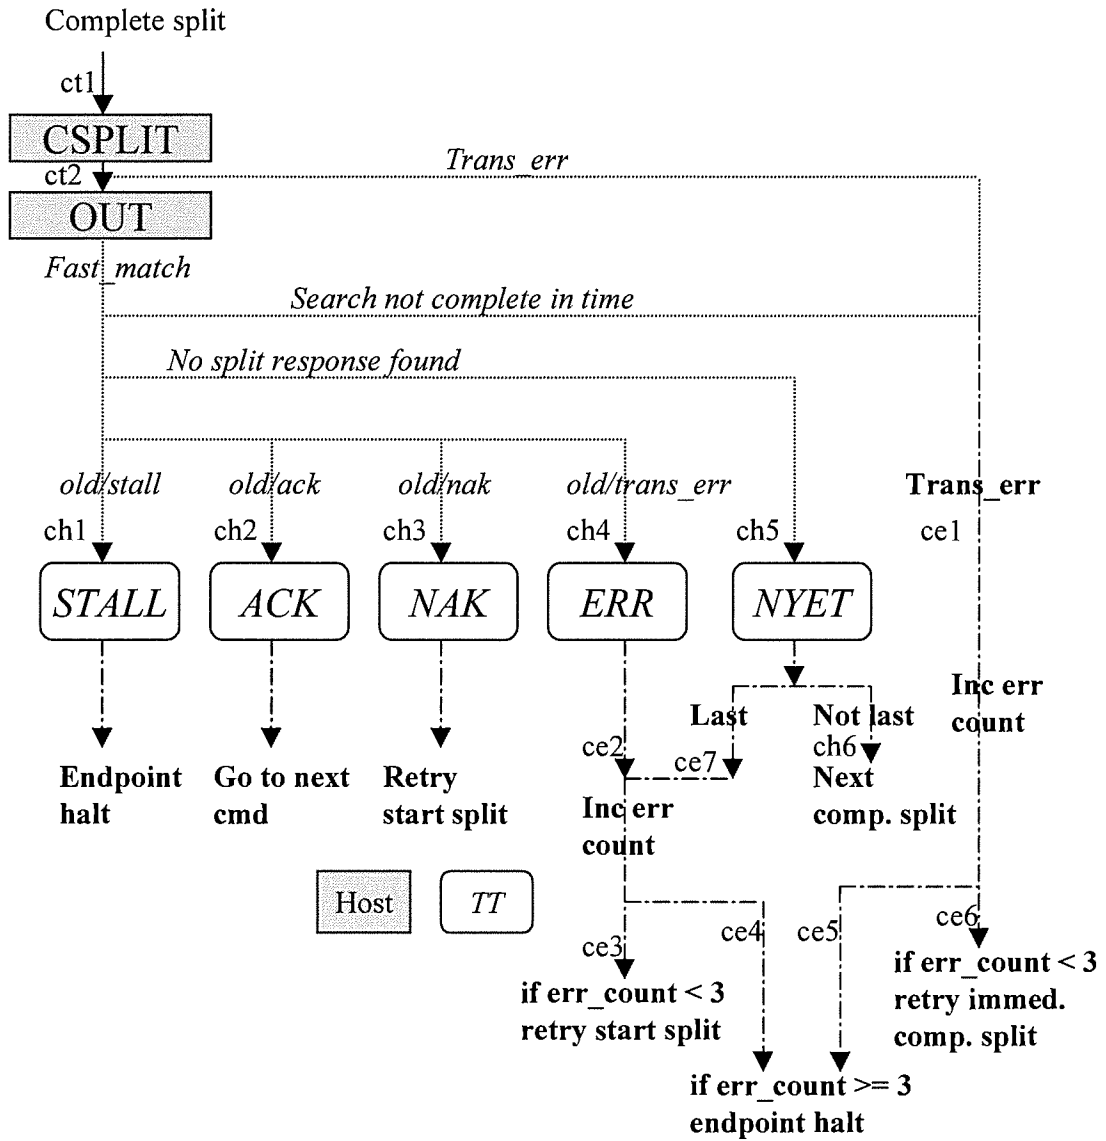 Complete split
ct1
CSPLIT
ct2
Trans_err
OUT
Fast_match
Search not complete in time
No split response found
old/stall
old/ack
old/nak
old/trans_err
Trans_err
ch1
ch2
ch3
ch4
ch5
ce1
STALL
ACK
NAK
ERR
NYET
Inc err
count
Last
Not last
ce2
ce7
ch6
Endpoint
halt
Go to next
cmd
Retry
start split
Next
comp. split
Inc err
count
Host
TT
ce3
ce4
ce5
ce6
if err_count < 3
retry start split
if err_count < 3
retry immed.
comp. split
if err_count >= 3
endpoint halt